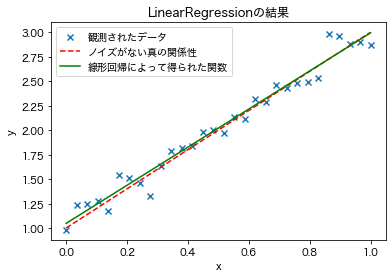 LinearRegressionの結果
観測されたデータ
ノイズがない真の関係性
線形回帰によって得られた関数
y
3.00
2.75
2.50
2.25
2.00
1.75
1.50
1.25
1.00
0.0 0.2 0.4 0.6 0.8 1.0
x